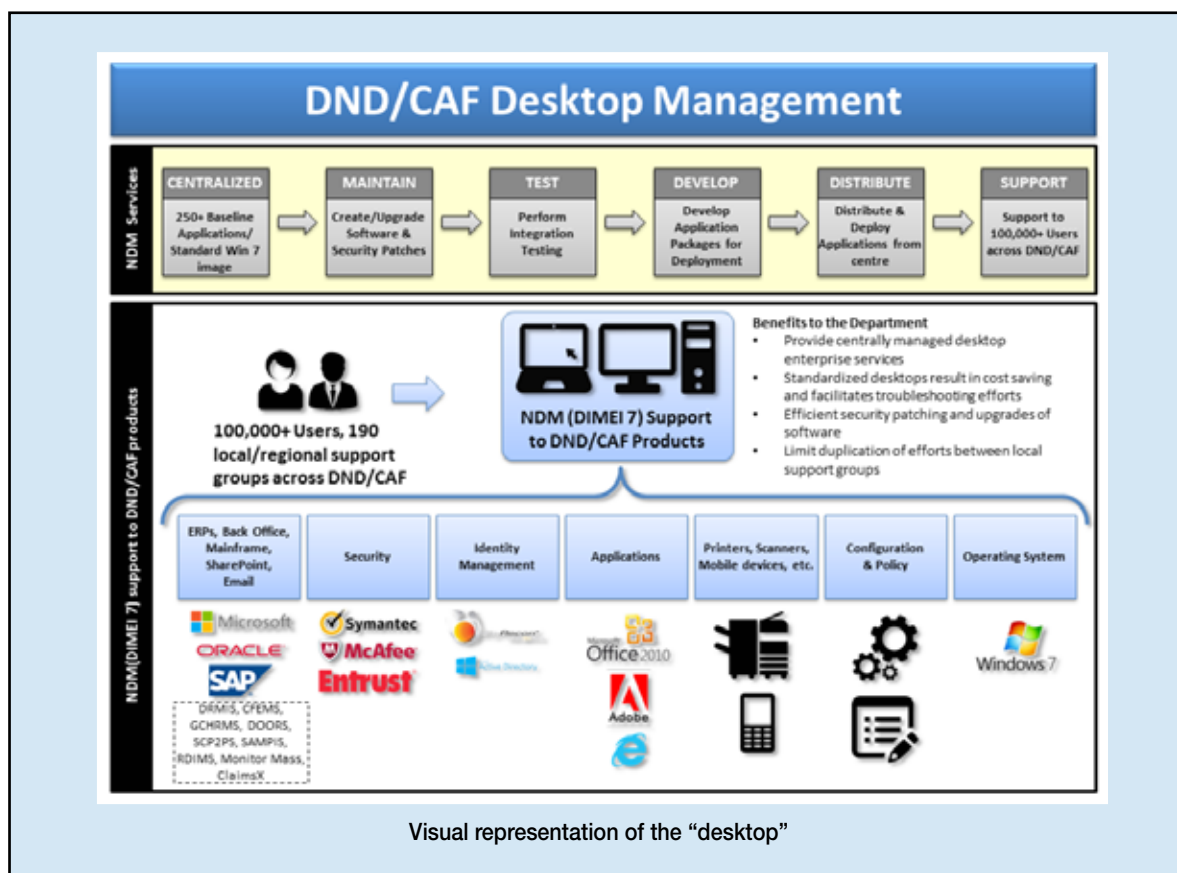 DND/CAF Desktop Management
NDM Services
CENTRALIZED
250+ Baseline
Applications/
Standard Win 7
image
MAINTAIN
Create/Upgrade
Software &
Security Patches
TEST
Perform
Integration
Testing
DEVELOP
Develop
Application
Packages for
Deployment
DISTRIBUTE
Distribute &
Deploy
Applications from
centre
SUPPORT
Support to
100,000+ Users
across DND/CAF
NDM(DIMEI 7) support to DND/CAF products
100,000+ Users, 190
local/regional support
groups across DND/CAF
NDM (DIMEI 7) Support
to DND/CAF Products
Benefits to the Department
• Provide centrally managed desktop
enterprise services
• Standardized desktops result in cost saving
and facilitates troubleshooting efforts
• Efficient security patching and upgrades of
software
• Limit duplication of efforts between local
support groups
ERPs, Back Office,
Mainframe,
SharePoint,
Email
Security
Identity
Management
Applications
Printers, Scanners,
Mobile devices, etc.
Configuration
& Policy
Operating System
Microsoft
ORACLE
SAP
DRMIS, CFEMS,
GCHRMS, DOORS,
SCP2PS, SAMPIS,
RDIMS, Monitor Mass,
ClaimsX
Symantec
McAfee
Entrust
Active Directory
Microsoft
Office 2010
Adobe
Windows 7
Visual representation of the “desktop”